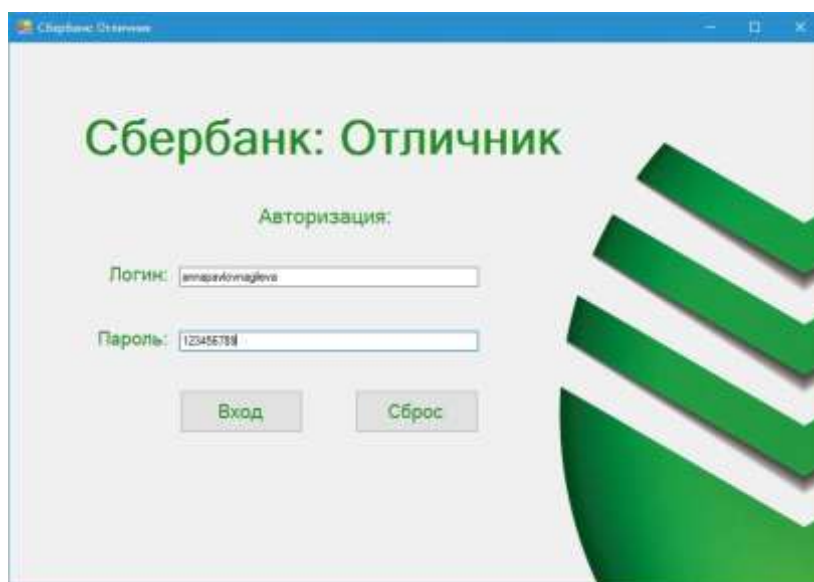 Сбербанк: Отличник
Сбербанк: Отличник
Авторизация:
Логин: annapavlovnagileva
Пароль: 123456789
Вход Сброс